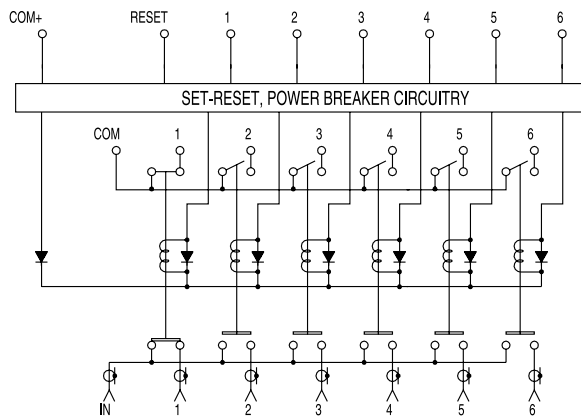 COM+ RESET 1 2 3 4 5 6
SET-RESET, POWER BREAKER CIRCUITRY
COM 1 2 3 4 5 6
IN 1 2 3 4 5 6